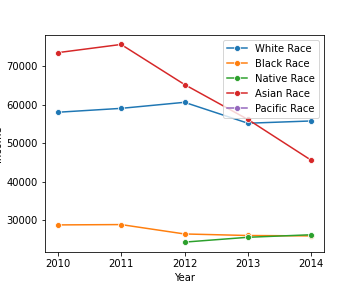 White Race
Black Race
Native Race
Asian Race
Pacific Race
70000
60000
50000
40000
30000
2010
2011
2012
2013
2014
Year